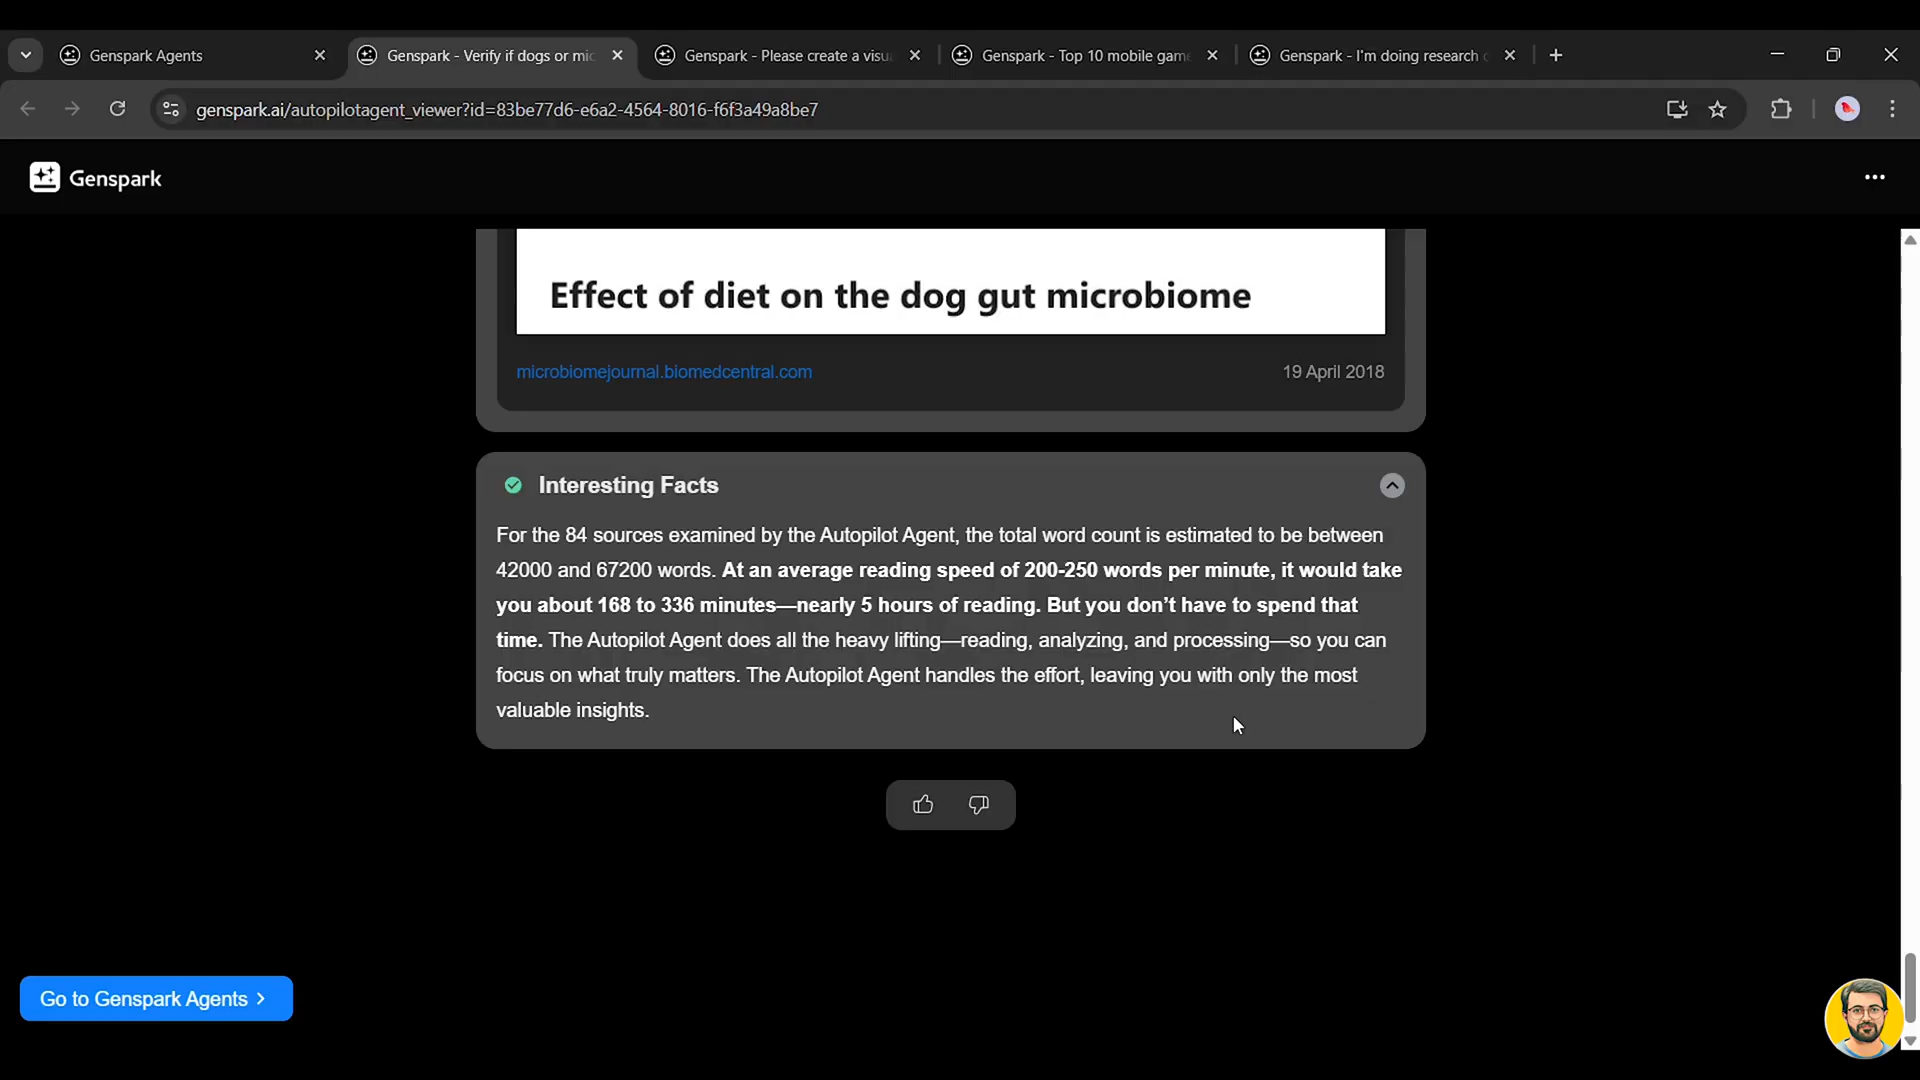 Genspark Agents
Genspark - Verify if dogs or mic
Genspark - Please create a visu
Genspark - Top 10 mobile game
Genspark - I'm doing research
genspark.ai/autopilotagent_viewer?id=83be77d6-e6a2-4564-8016-f6f3a49a8be7
Genspark
Effect of diet on the dog gut microbiome
microbiomejournal.biomedcentral.com
19 April 2018
Interesting Facts
For the 84 sources examined by the Autopilot Agent, the total word count is estimated to be between
42000 and 67200 words. At an average reading speed of 200-250 words per minute, it would take
you about 168 to 336 minutes—nearly 5 hours of reading. But you don’t have to spend that
time. The Autopilot Agent does all the heavy lifting—reading, analyzing, and processing—so you can
focus on what truly matters. The Autopilot Agent handles the effort, leaving you with only the most
valuable insights.
Go to Genspark Agents